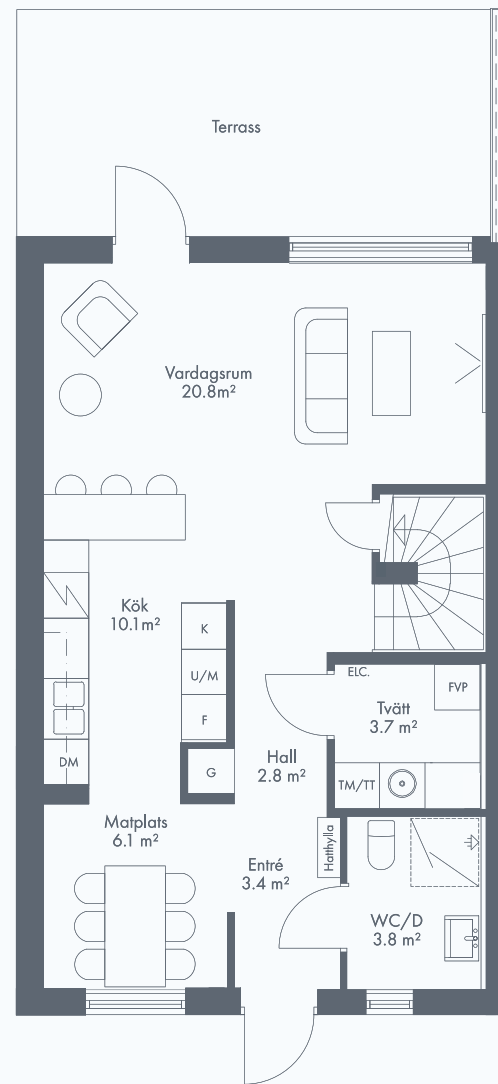 Terrass
Vardagsrum
20.8m²
Kök
10.1m²
K
U/M
F
G
DM
ELC.
FVP
Tvätt
3.7 m²
TM/TT
Hall
2.8 m²
Matplats
6.1 m²
Hatthylla
Entré
3.4 m²
WC/D
3.8 m²